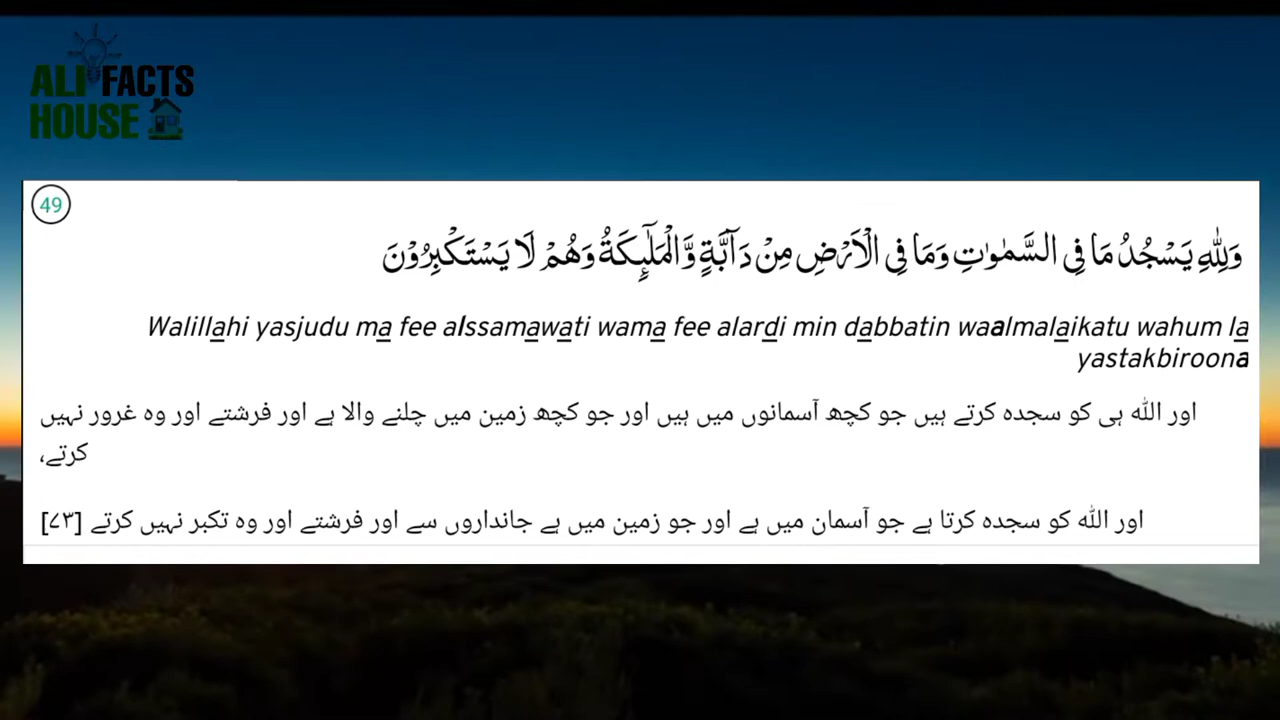 ALI FACTS
HOUSE
49
وَلِلّٰهِ يَسْجُدُ مَا فِى السَّمٰوٰتِ وَمَا فِى الْاَرْضِ مِنْ دَآبَّةٍ وَّالْمَلٰٓئِكَةُ وَهُمْ لَا يَسْتَكْبِرُوْنَ
Walillahi yasjudu ma fee alssamawati wama fee alardi min dabbatin waalmalaikatu wahum la
yastakbiroona
اور اللہ ہی کو سجدہ کرتے ہیں جو کچھ آسمانوں میں ہیں اور جو کچھ زمین میں چلنے والا ہے اور فرشتے اور وہ غرور نہیں
کرتے،
اور اللہ کو سجدہ کرتا ہے جو آسمان میں ہے اور جو زمین میں ہے جانداروں سے اور فرشتے اور وہ تکبر نہیں کرتے [۷۳]